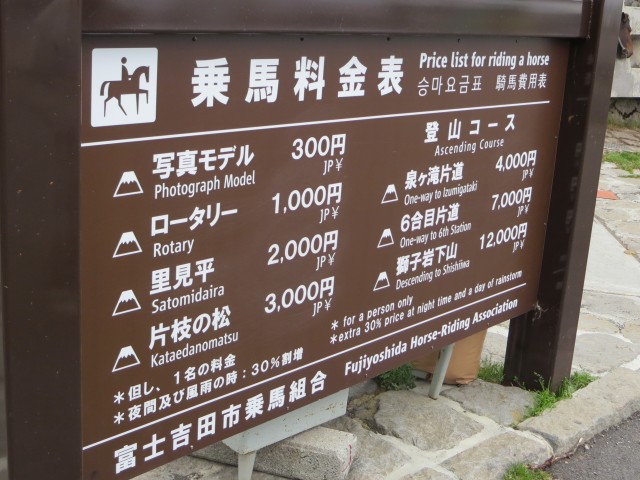 乗馬料金表
Price list for riding a horse
승마요금표 騎馬費用表
写真モデル 300円
Photograph Model JP¥
ロータリー 1,000円
Rotary JP¥
里見平 2,000円
Satomidaira JP¥
片枝の松 3,000円
Kataedanomatsu JP¥
登山コース
Ascending Course
泉ヶ滝片道 4,000円
One-way to Izumigataki JP¥
6合目片道 7,000円
One-way to 6th Station JP¥
獅子岩下山 12,000円
Descending to Shishiiwa JP¥
*但し、1名の料金
*夜間及び風雨の時:30%割増
*for a person only
*extra 30% price at night time and a day of rainstorm
富士吉田市乗馬組合 Fujiyoshida Horse-Riding Association